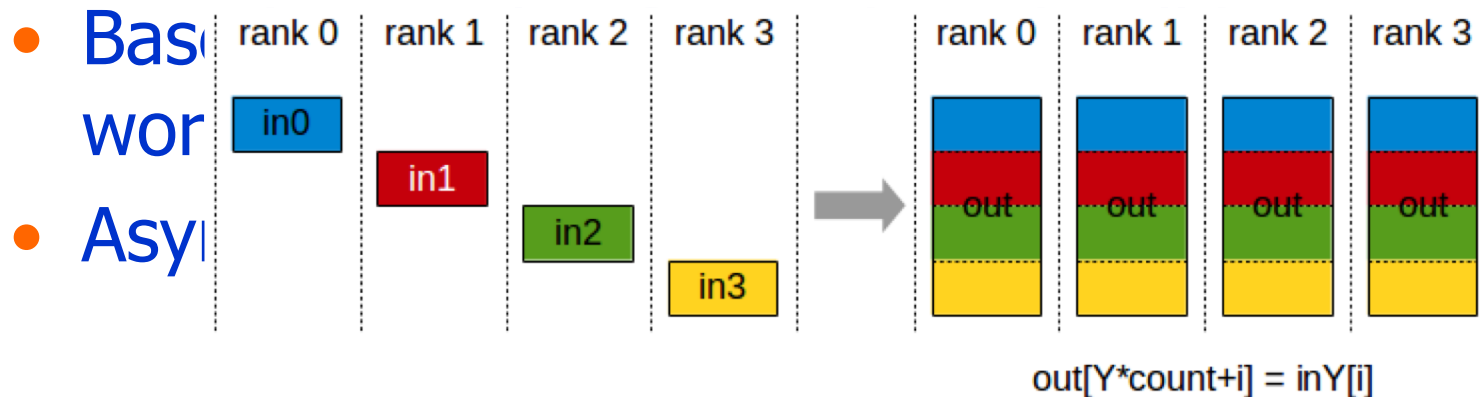 rank 0 rank 1 rank 2 rank 3 rank 0 rank 1 rank 2 rank 3
in0
in1
in2
in3
out out out out
out[Y*count+i] = inY[i]